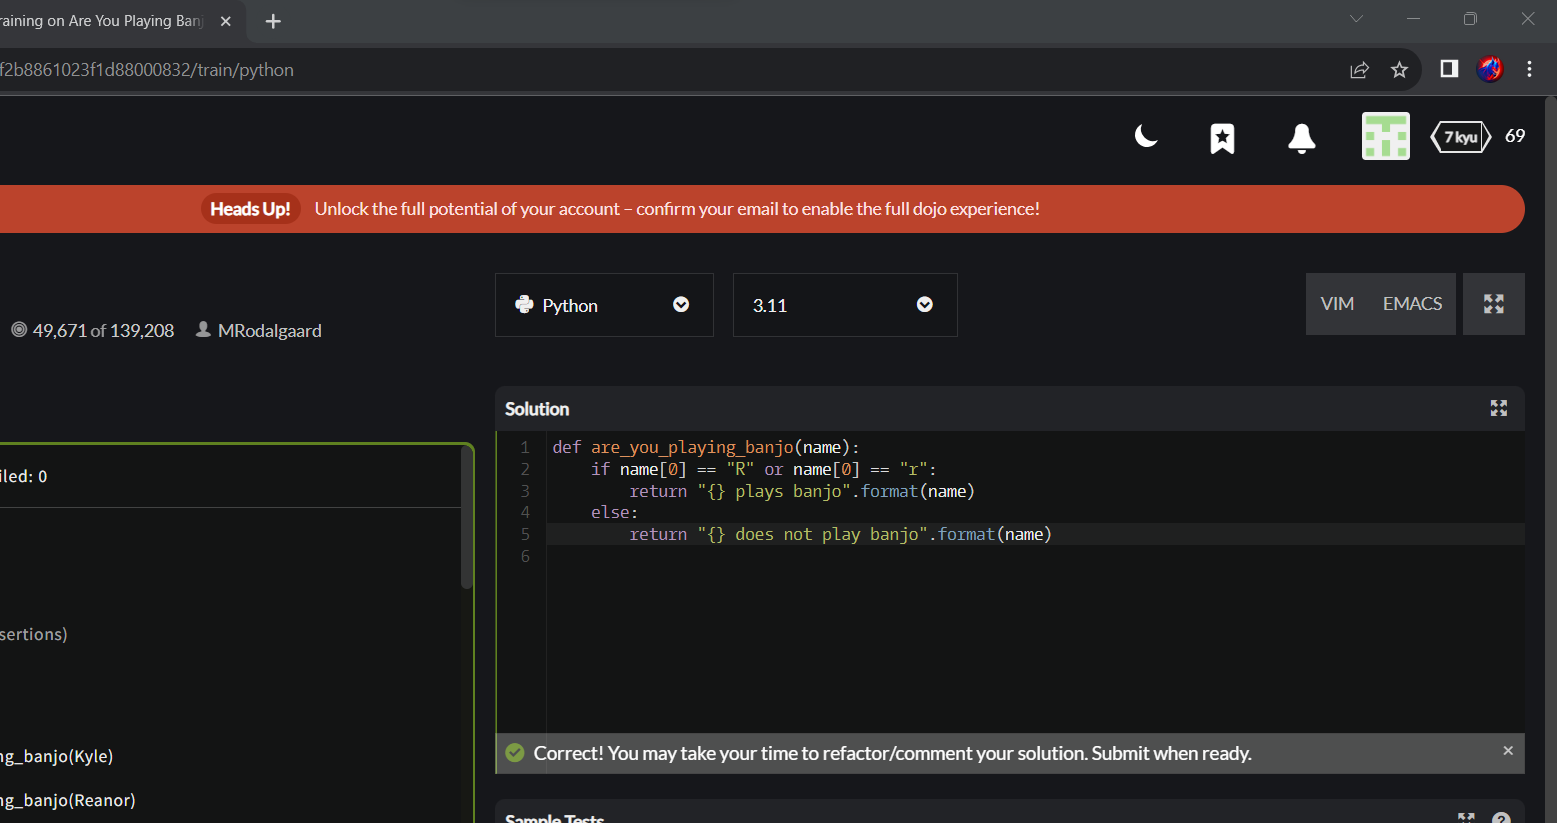 raining on Are You Playing Banj
f2b8861023f1d88000832/train/python
7 kyu 69
Heads Up! Unlock the full potential of your account – confirm your email to enable the full dojo experience!
Python 3.11 VIM EMACS
49,671 of 139,208 MRodalgaard
Solution
1 def are_you_playing_banjo(name):
2 if name[0] == "R" or name[0] == "r":
3 return "{} plays banjo".format(name)
4 else:
5 return "{} does not play banjo".format(name)
6
iled: 0
sertions)
ng_banjo(Kyle)
ng_banjo(Reanor)
Correct! You may take your time to refactor/comment your solution. Submit when ready.
Sample Tests